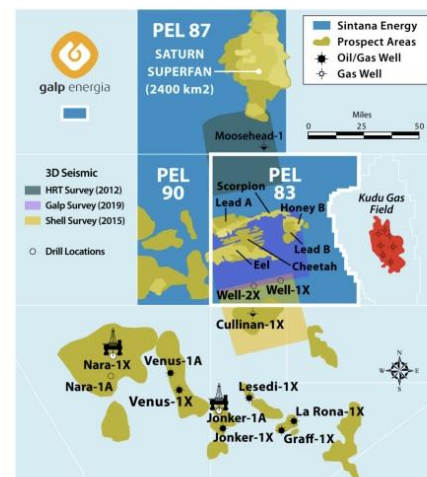 PEL 87
SATURN
SUPERFAN
(2400 km2)
galp energia
Sintana Energy
Prospect Areas
Oil/Gas Well
Gas Well
Miles
0
25
50
Moosehead-1
3D Seismic
HRT Survey (2012)
Galp Survey (2019)
Shell Survey (2015)
Drill Locations
PEL
90
PEL
83
Scorpion
Lead A
Honey B
Lead B
Cheetah
Eel
Well-2X
Well-1X
Kudu Gas
Field
Cullinan-1X
Nara-1X
Nara-1A
Venus-1A
Venus-1X
Lesedi-1X
Jonker-1A
Jonker-1X
La Rona-1X
Graff-1X
N
W
E
S